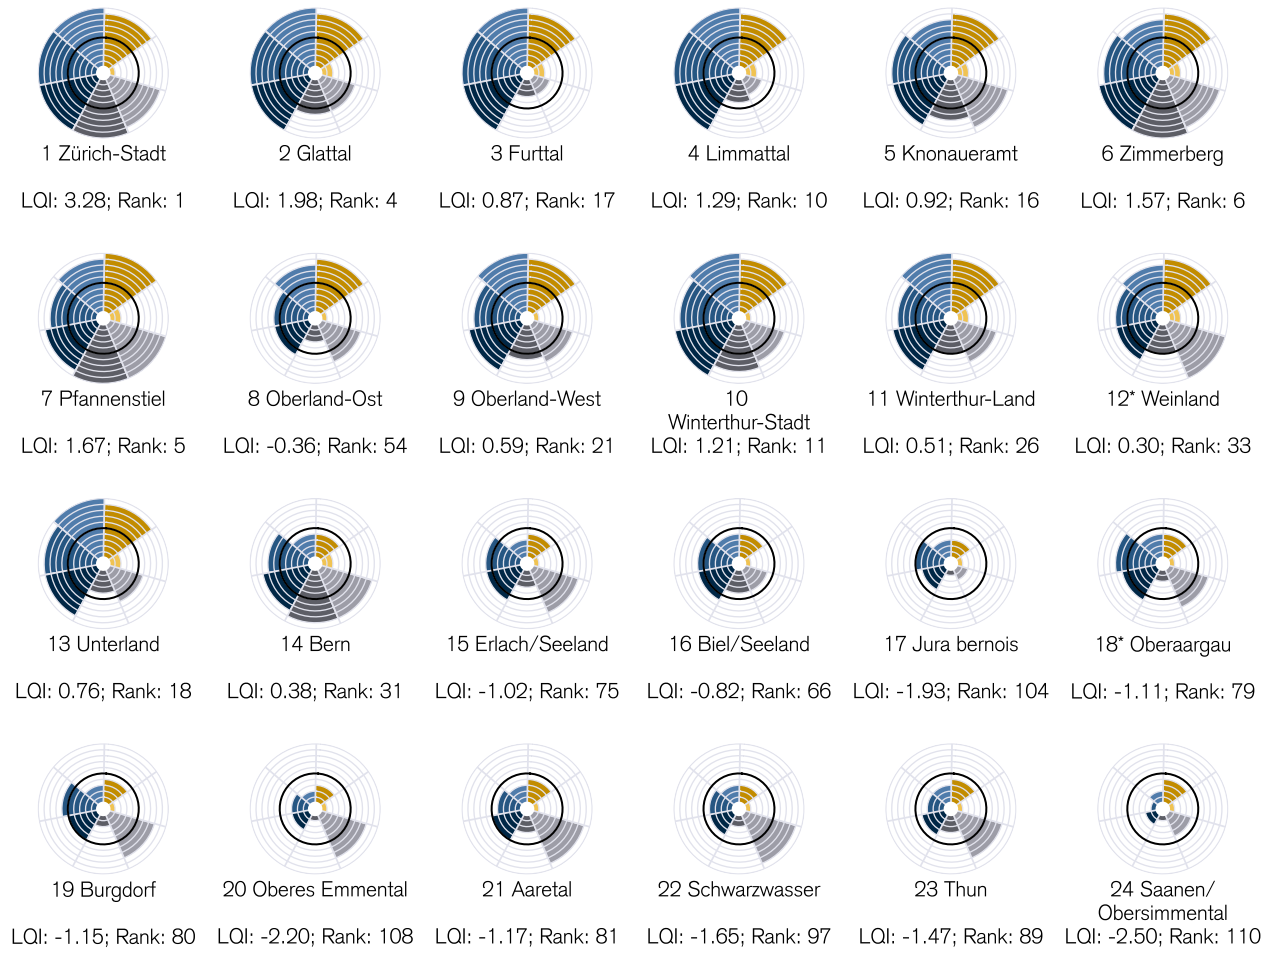 1 Zürich-Stadt
LQI: 3.28; Rank: 1
2 Glattal
LQI: 1.98; Rank: 4
3 Furttal
LQI: 0.87; Rank: 17
4 Limmattal
LQI: 1.29; Rank: 10
5 Knonaueramt
LQI: 0.92; Rank: 16
6 Zimmerberg
LQI: 1.57; Rank: 6
7 Pfannenstiel
LQI: 1.67; Rank: 5
8 Oberland-Ost
LQI: -0.36; Rank: 54
9 Oberland-West
LQI: 0.59; Rank: 21
10
Winterthur-Stadt
LQI: 1.21; Rank: 11
11 Winterthur-Land
LQI: 0.51; Rank: 26
12* Weinland
LQI: 0.30; Rank: 33
13 Unterland
LQI: 0.76; Rank: 18
14 Bern
LQI: 0.38; Rank: 31
15 Erlach/Seeland
LQI: -1.02; Rank: 75
16 Biel/Seeland
LQI: -0.82; Rank: 66
17 Jura bernois
LQI: -1.93; Rank: 104
18* Oberaargau
LQI: -1.11; Rank: 79
19 Burgdorf
LQI: -1.15; Rank: 80
20 Oberes Emmental
LQI: -2.20; Rank: 108
21 Aaretal
LQI: -1.17; Rank: 81
22 Schwarzwasser
LQI: -1.65; Rank: 97
23 Thun
LQI: -1.47; Rank: 89
24 Saanen/
Obersimmental
LQI: -2.50; Rank: 110